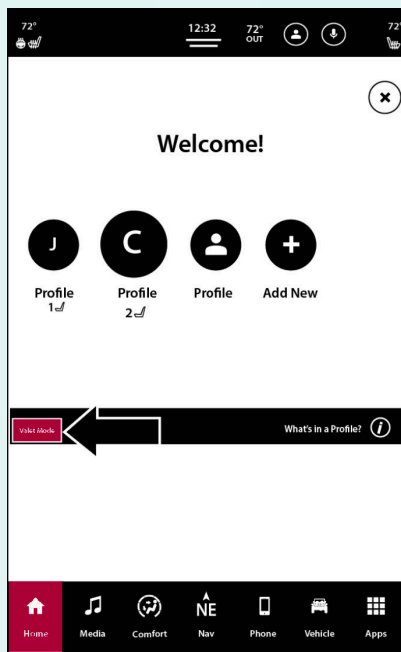 72° 12:32 72° 72°
OUT
Welcome!
J C +
Profile Profile Profile Add New
1 2
Valet Mode What's in a Profile? i
NE
Home Media Comfort Nav Phone Vehicle Apps